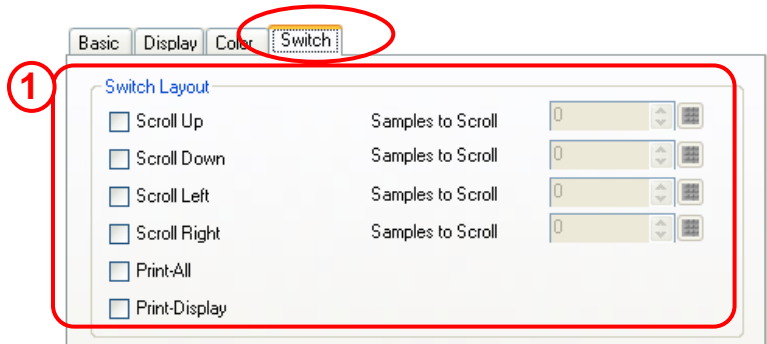 Basic Display Color Switch
1
Switch Layout
Scroll Up Samples to Scroll 0
Scroll Down Samples to Scroll 0
Scroll Left Samples to Scroll 0
Scroll Right Samples to Scroll 0
Print-All
Print-Display